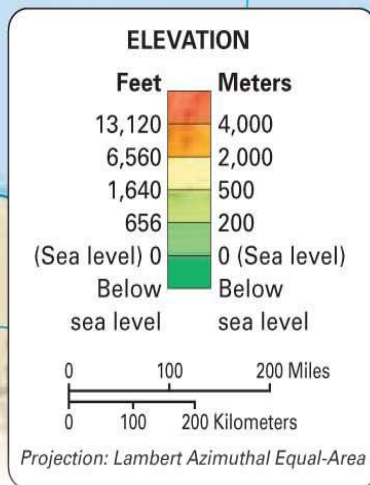 ELEVATION
Feet Meters
13,120 4,000
6,560 2,000
1,640 500
656 200
(Sea level) 0 0 (Sea level)
Below Below
sea level sea level
0 100 200 Miles
0 100 200 Kilometers
Projection: Lambert Azimuthal Equal-Area